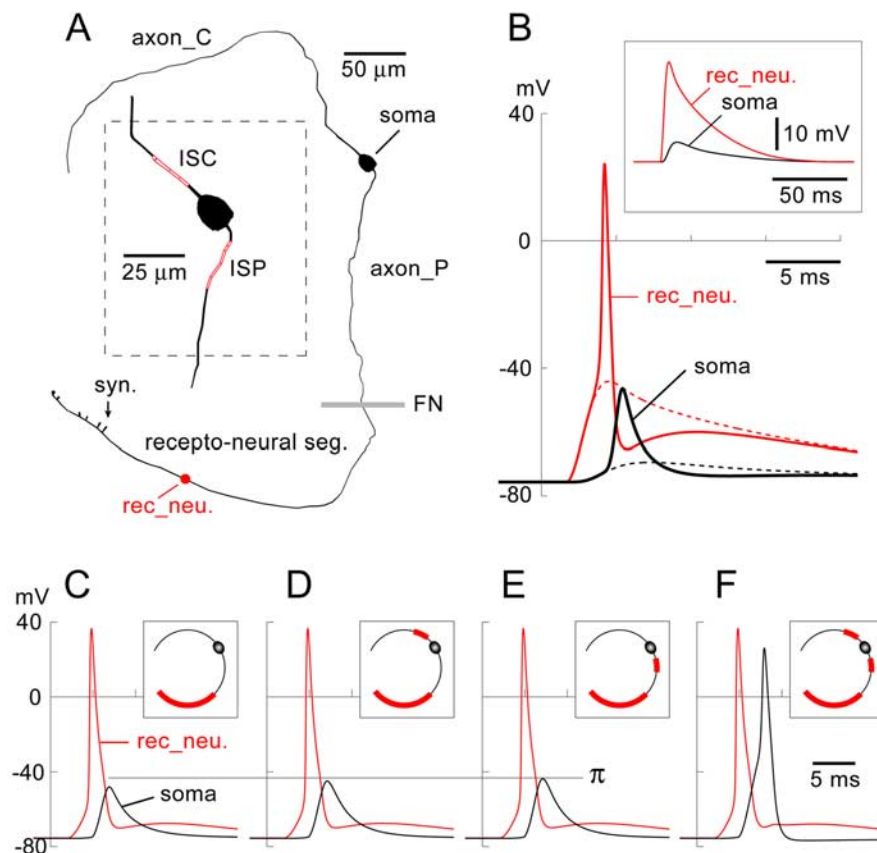 A
axon_C
50 μm
soma
ISC
25 μm
ISP
axon_P
syn.
FN
recepto-neural seg.
rec_neu.
B
mV
40
0
-40
-80
rec_neu.
soma
10 mV
50 ms
5 ms
rec_neu.
soma
C
D
E
F
mV
40
0
-40
-80
rec_neu.
soma
π
5 ms